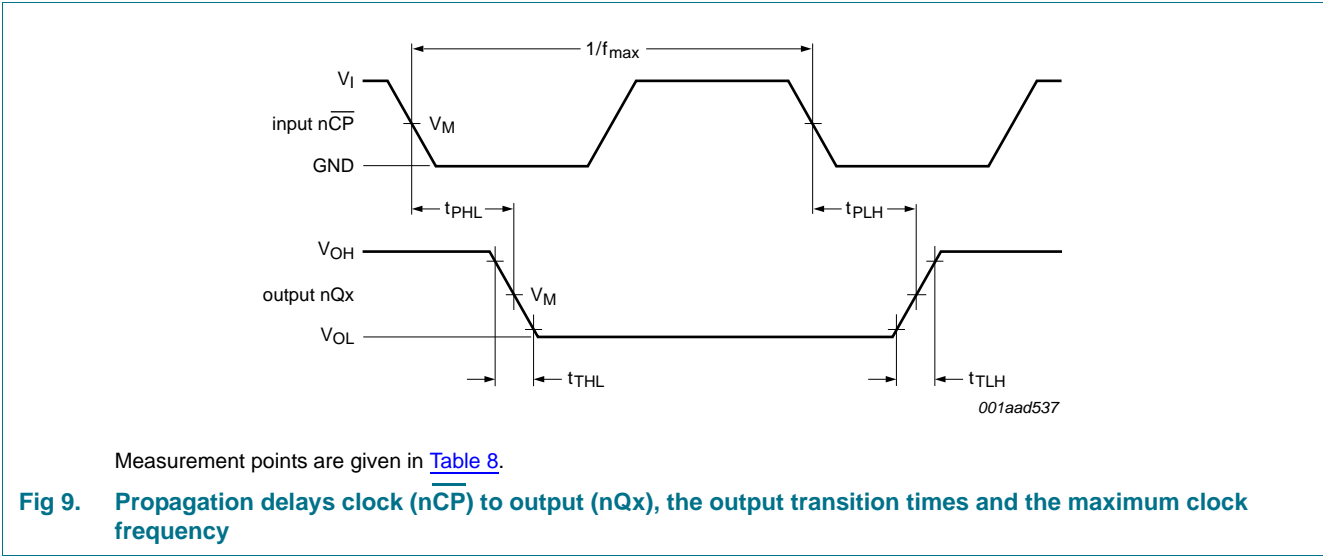 1/fmax
VI
input nC̅P̅
VM
GND
tPHL
tPLH
VOH
output nQx
VM
VOL
tTHL
tTLH
001aad537
Measurement points are given in Table 8.
Fig 9. Propagation delays clock (nC̅P̅) to output (nQx), the output transition times and the maximum clock
frequency